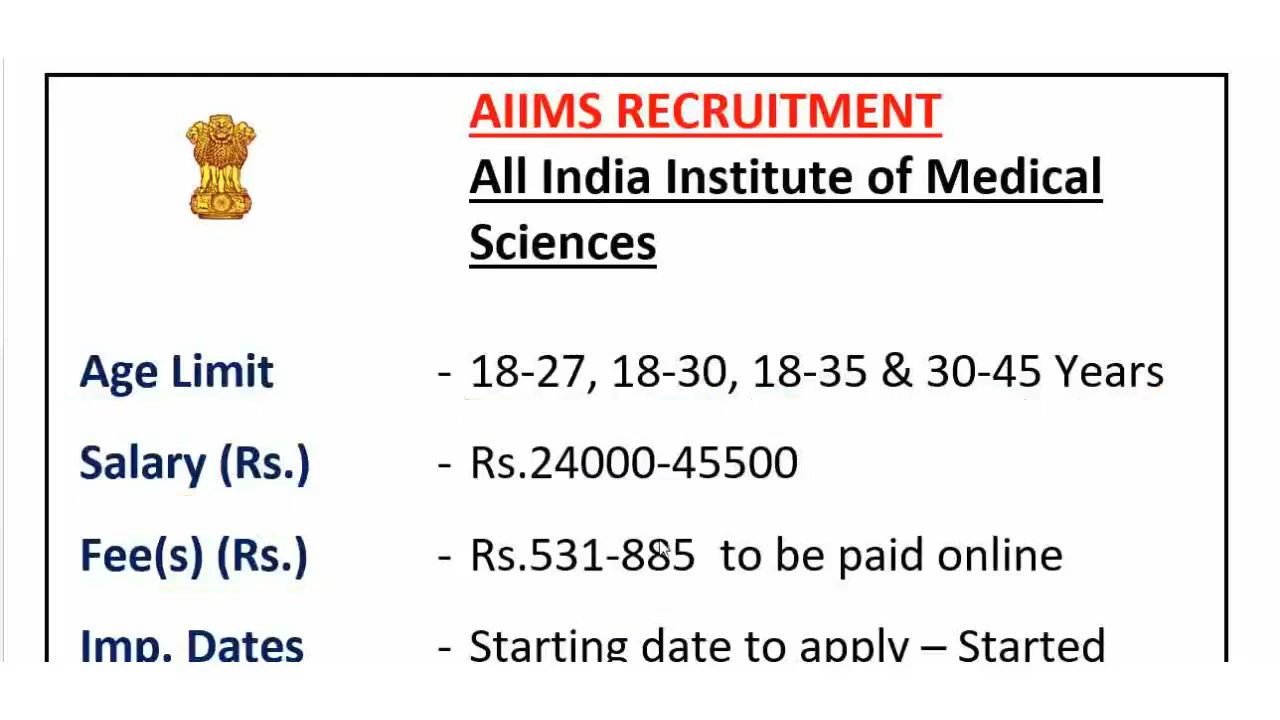 AIIMS RECRUITMENT
All India Institute of Medical
Sciences
Age Limit - 18-27, 18-30, 18-35 & 30-45 Years
Salary (Rs.) - Rs.24000-45500
Fee(s) (Rs.) - Rs.531-885 to be paid online
Imp. Dates - Starting date to apply – Started